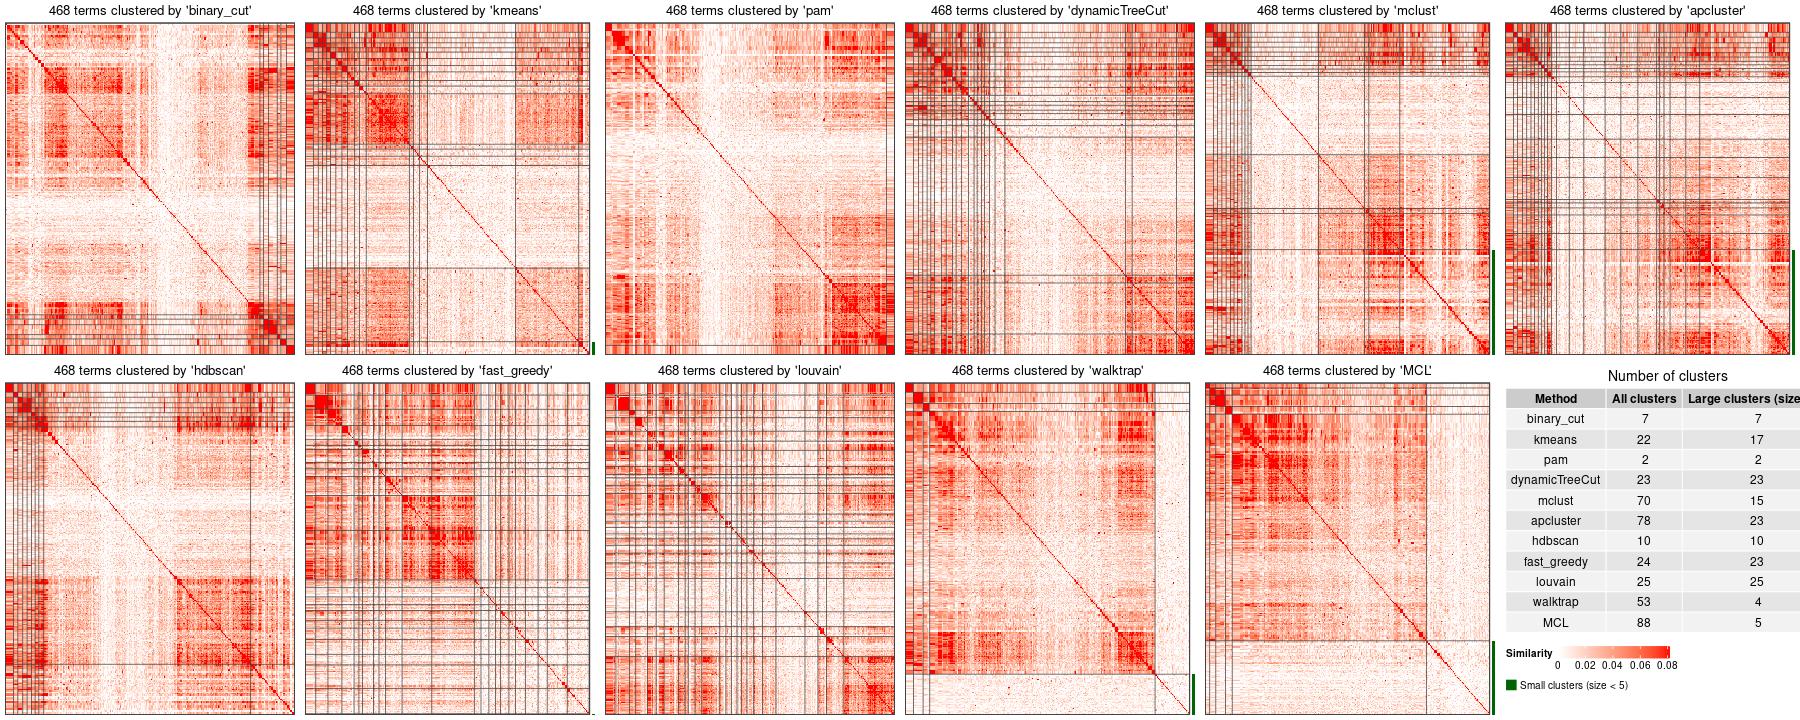 468 terms clustered by 'binary_cut'
468 terms clustered by 'kmeans'
468 terms clustered by 'pam'
468 terms clustered by 'dynamicTreeCut'
468 terms clustered by 'mclust'
468 terms clustered by 'apcluster'
468 terms clustered by 'hdbscan'
468 terms clustered by 'fast_greedy'
468 terms clustered by 'louvain'
468 terms clustered by 'walktrap'
468 terms clustered by 'MCL'
Number of clusters
Method All clusters Large clusters (size
binary_cut 7 7
kmeans 22 17
pam 2 2
dynamicTreeCut 23 23
mclust 70 15
apcluster 78 23
hdbscan 10 10
fast_greedy 24 23
louvain 25 25
walktrap 53 4
MCL 88 5
Similarity
0 0.02 0.04 0.06 0.08
Small clusters (size < 5)